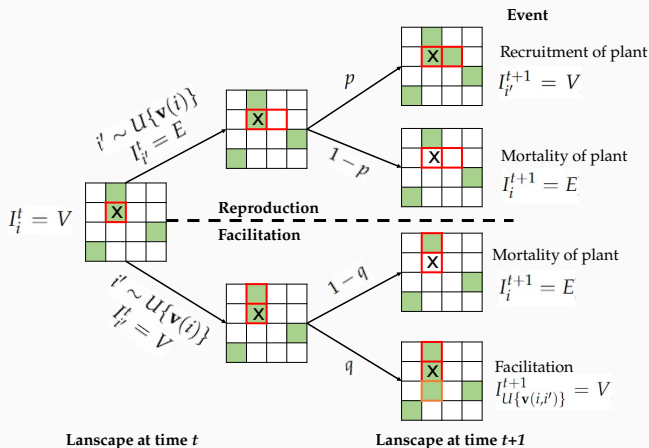 Event
Recruitment of plant
$I_{i'}^{t+1} = V$
p
$i' \sim U\{\mathbf{v}(i)\}$
$I_{i'}^{t} = E$
X
X
1 − p
X
Mortality of plant
$I_{i}^{t+1} = E$
$I_{i}^{t} = V$
X
Reproduction
Facilitation
$i' \sim U\{\mathbf{v}(i)\}$
$I_{i'}^{t} = V$
X
1 − q
X
Mortality of plant
$I_{i}^{t+1} = E$
q
X
Facilitation
$I_{U\{\mathbf{v}(i,i')\}}^{t+1} = V$
Lanscape at time t
Lanscape at time t+1